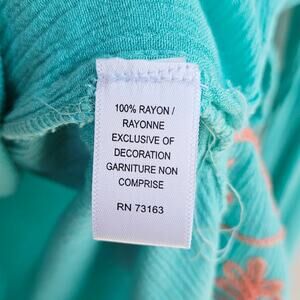 100% RAYON /
RAYONNE
EXCLUSIVE OF
DECORATION
GARNITURE NON
COMPRISE
RN 73163